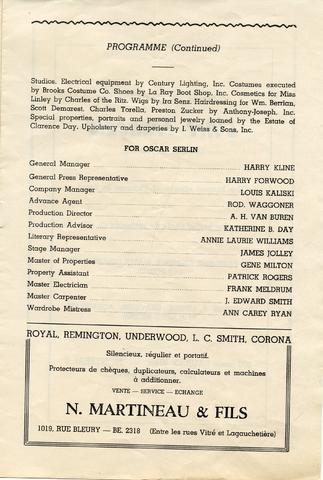 PROGRAMME (Continued)
Studios. Electrical equipment by Century Lighting, Inc. Costumes executed
by Brooks Costume Co. Shoes by La Ray Boot Shop, Inc. Cosmetics for Miss
Linley by Charles of the Ritz. Wigs by Ira Senz. Hairdressing for Wm. Berrian,
Scott Demarest, Charles Torella, Preston Zucker by Anthony-Joseph, Inc.
Special properties, portraits and personal jewelry loaned by the Estate of
Clarence Day. Upholstery and draperies by I. Weiss & Sons, Inc.
FOR OSCAR SERLIN
General Manager HARRY KLINE
General Press Representative HARRY FORWOOD
Company Manager LOUIS KALISKI
Advance Agent ROD. WAGGONER
Production Director A. H. VAN BUREN
Production Advisor KATHERINE B. DAY
Literary Representative ANNIE LAURIE WILLIAMS
Stage Manager JAMES JOLLEY
Master of Properties GENE MILTON
Property Assistant PATRICK ROGERS
Master Electrician FRANK MELDRUM
Master Carpenter J. EDWARD SMITH
Wardrobe Mistress ANN CAREY RYAN
ROYAL, REMINGTON, UNDERWOOD, L. C. SMITH, CORONA
Silencieux, régulier et portatif.
Protecteurs de chèques, duplicateurs, calculateurs et machines
à additionner.
VENTE — SERVICE — ECHANGE
N. MARTINEAU & FILS
1019, RUE BLEURY — BE. 2318 (Entre les rues Vitré et Lagauchetière)